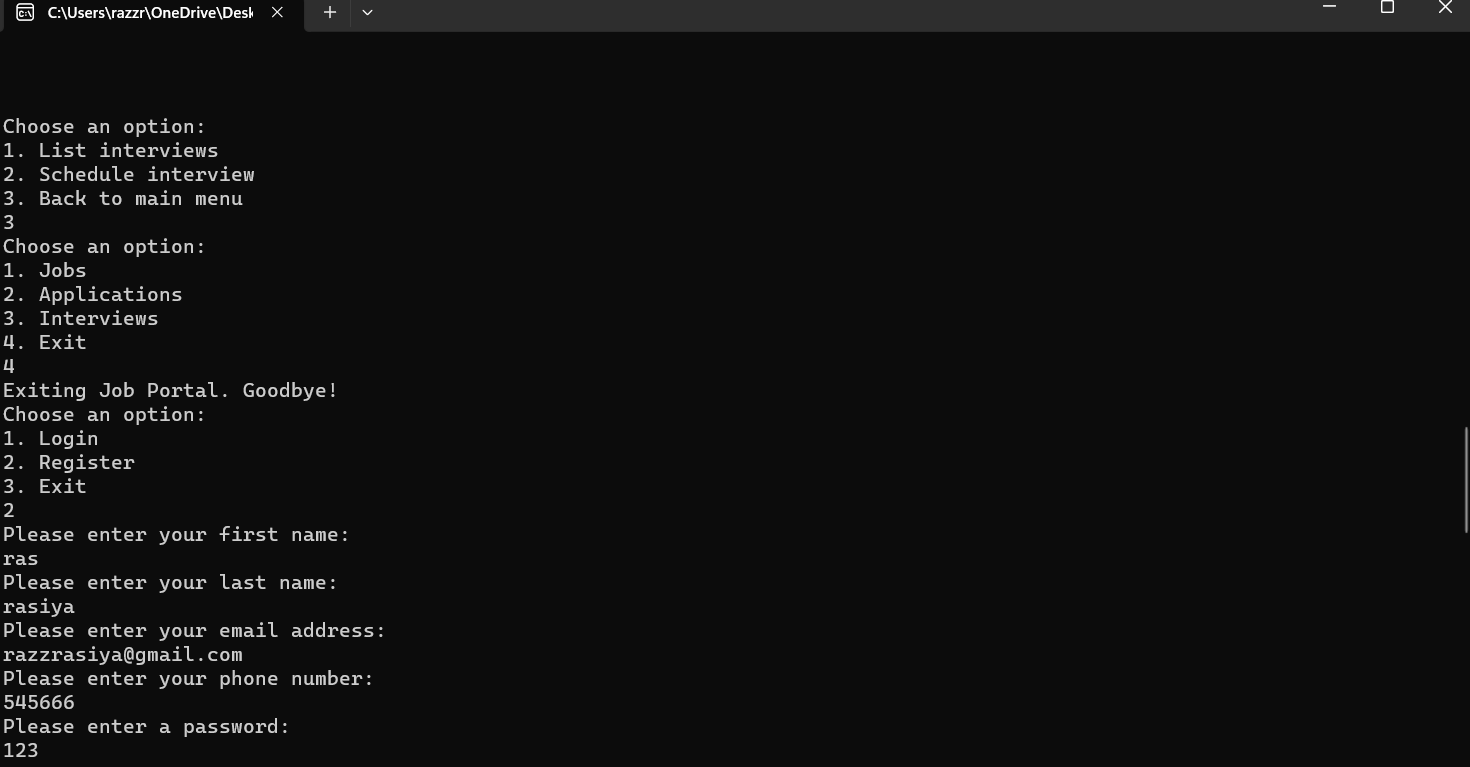 C:\Users\razzr\OneDrive\Desk
Choose an option:
1. List interviews
2. Schedule interview
3. Back to main menu
3
Choose an option:
1. Jobs
2. Applications
3. Interviews
4. Exit
4
Exiting Job Portal. Goodbye!
Choose an option:
1. Login
2. Register
3. Exit
2
Please enter your first name:
ras
Please enter your last name:
rasiya
Please enter your email address:
razzrasiya@gmail.com
Please enter your phone number:
545666
Please enter a password:
123